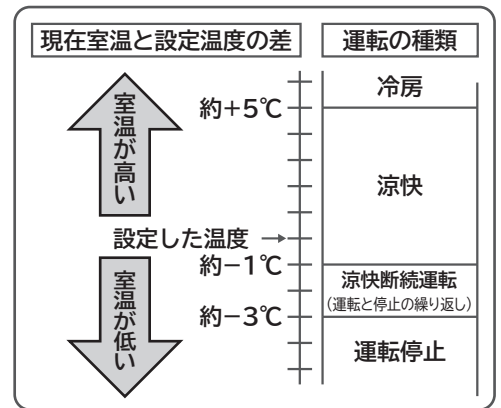 現在室温と設定温度の差
運転の種類
室温が高い
約+5℃
冷房
涼快
設定した温度 →
約−1℃
涼快断続運転
(運転と停止の繰り返し)
室温が低い
約−3℃
運転停止